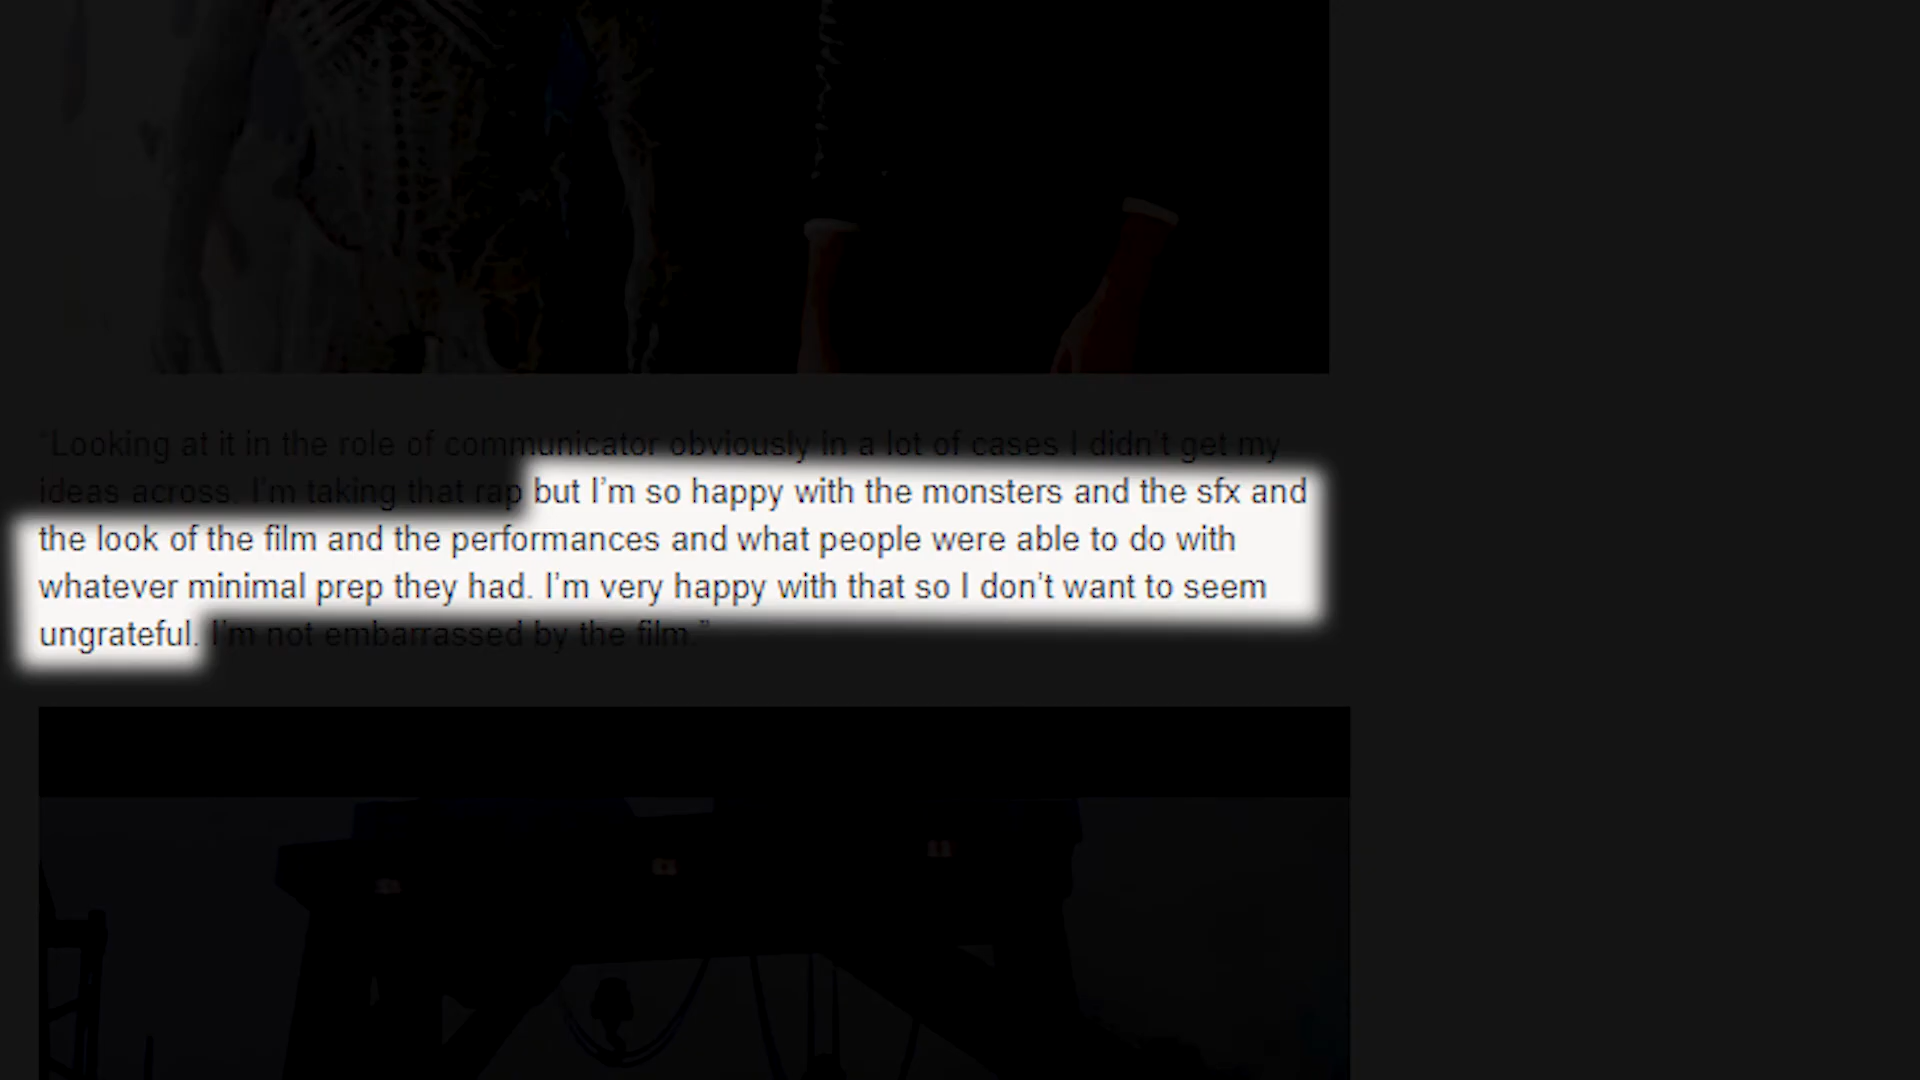 “Looking at it in the role of communicator obviously in a lot of cases I didn’t get my
ideas across. I’m taking that rap but I’m so happy with the monsters and the sfx and
the look of the film and the performances and what people were able to do with
whatever minimal prep they had. I’m very happy with that so I don’t want to seem
ungrateful. I’m not embarrassed by the film.”